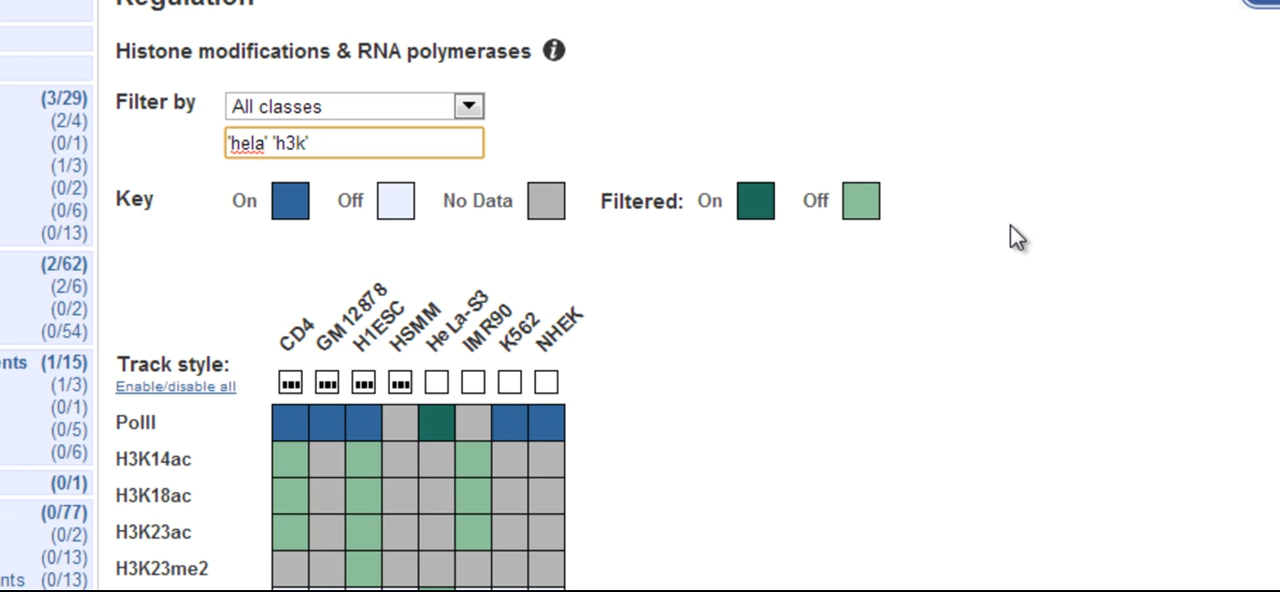 Regulation
Histone modifications & RNA polymerases i
Filter by All classes
'hela' 'h3k'
Key On Off No Data Filtered: On Off
CD4 GM12878 H1ESC HSMM HeLa-S3 IMR90 K562 NHEK
Track style:
Enable/disable all
PolII
H3K14ac
H3K18ac
H3K23ac
H3K23me2
(3/29)
(2/4)
(0/1)
(1/3)
(0/2)
(0/6)
(0/13)
(2/62)
(2/6)
(0/2)
(0/54)
nts (1/15)
(1/3)
(0/1)
(0/5)
(0/6)
(0/1)
(0/77)
(0/2)
(0/13)
nts (0/13)